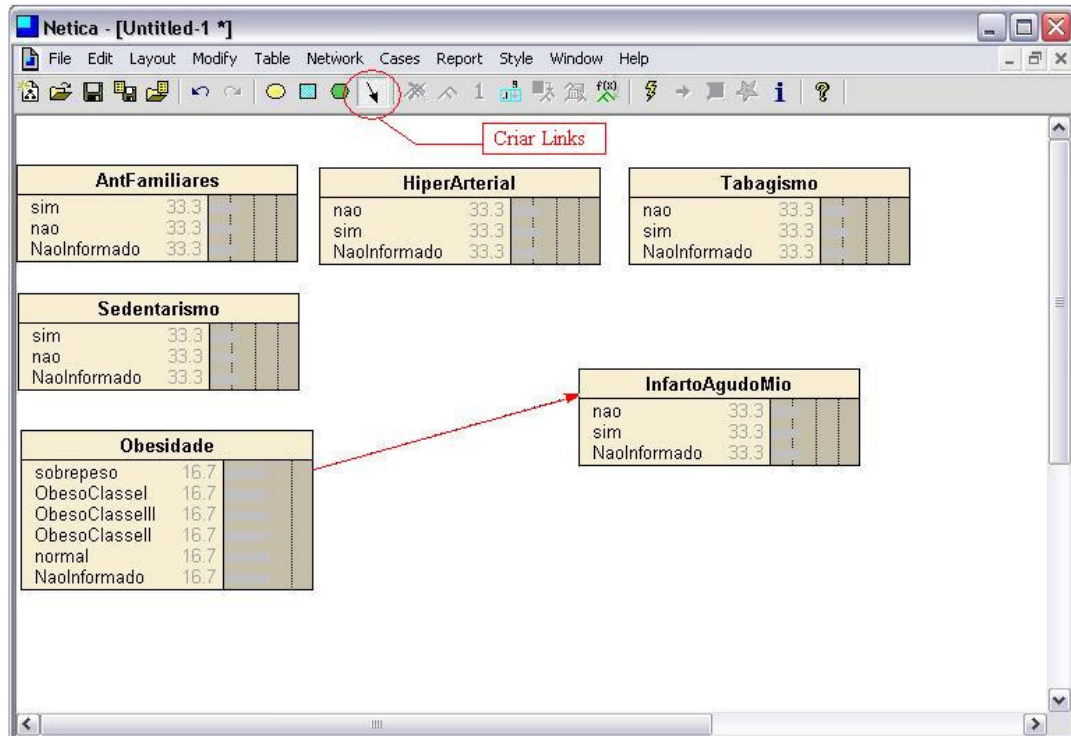 Netica - [Untitled-1 *]
File Edit Layout Modify Table Network Cases Report Style Window Help
1 f(x) i ?
Criar Links
AntFamiliares
sim 33.3
nao 33.3
NaoInformado 33.3
HiperArterial
nao 33.3
sim 33.3
NaoInformado 33.3
Tabagismo
nao 33.3
sim 33.3
NaoInformado 33.3
Sedentarismo
sim 33.3
nao 33.3
NaoInformado 33.3
InfartoAgudoMio
nao 33.3
sim 33.3
NaoInformado 33.3
Obesidade
sobrepeso 16.7
ObesoClasseI 16.7
ObesoClasseIII 16.7
ObesoClasseII 16.7
normal 16.7
NaoInformado 16.7